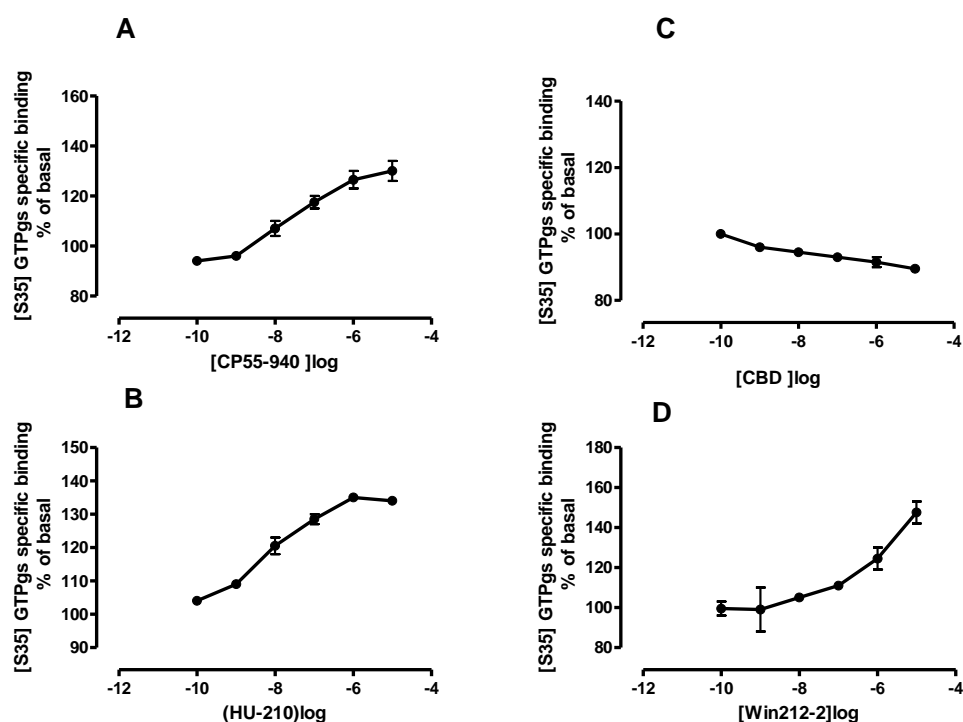 A
[S35] GTPgs specific binding
% of basal
160
140
120
100
80
-12 -10 -8 -6 -4
[CP55-940 ]log
B
[S35] GTPgs specific binding
% of basal
150
140
130
120
110
100
90
-12 -10 -8 -6 -4
(HU-210)log
C
[S35] GTPgs specific binding
% of basal
140
120
100
80
-12 -10 -8 -6 -4
[CBD ]log
D
[S35] GTPgs specific binding
% of basal
180
160
140
120
100
80
-12 -10 -8 -6 -4
[Win212-2]log